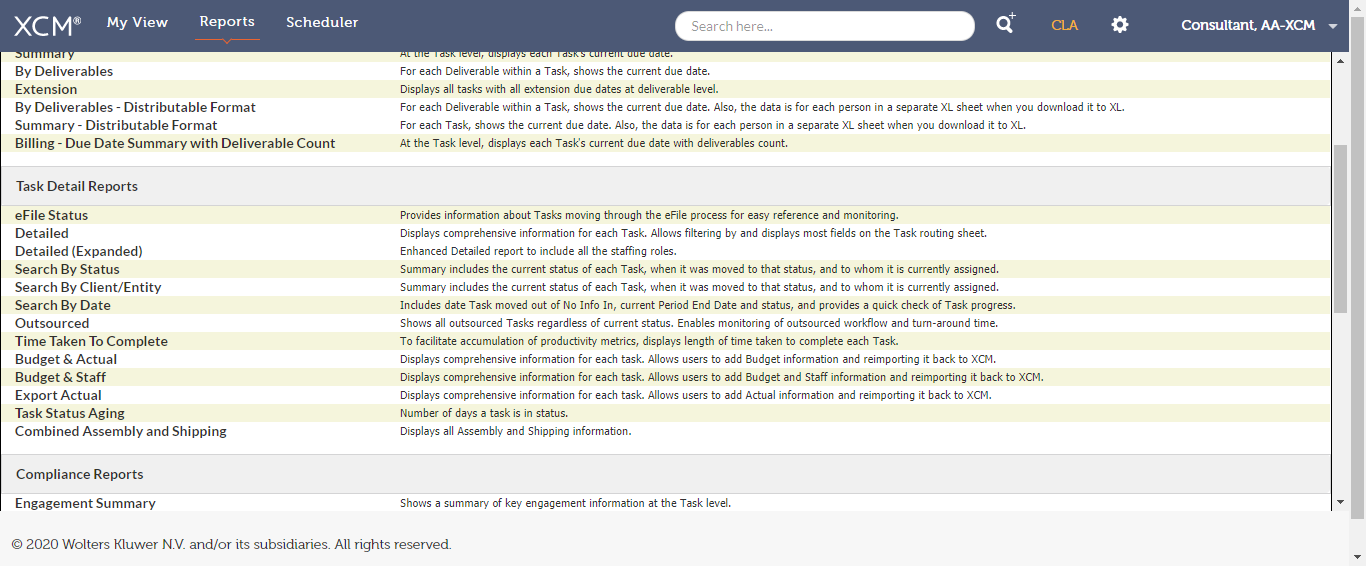 XCM® My View Reports Scheduler Search here... CLA Consultant, AA-XCM
Summary At the Task level, displays each Task's current due date.
By Deliverables For each Deliverable within a Task, shows the current due date.
Extension Displays all tasks with all extension due dates at deliverable level.
By Deliverables - Distributable Format For each Deliverable within a Task, shows the current due date. Also, the data is for each person in a separate XL sheet when you download it to XL.
Summary - Distributable Format For each Task, shows the current due date. Also, the data is for each person in a separate XL sheet when you download it to XL.
Billing - Due Date Summary with Deliverable Count At the Task level, displays each Task's current due date with deliverables count.
Task Detail Reports
eFile Status Provides information about Tasks moving through the eFile process for easy reference and monitoring.
Detailed Displays comprehensive information for each Task. Allows filtering by and displays most fields on the Task routing sheet.
Detailed (Expanded) Enhanced Detailed report to include all the staffing roles.
Search By Status Summary includes the current status of each Task, when it was moved to that status, and to whom it is currently assigned.
Search By Client/Entity Summary includes the current status of each Task, when it was moved to that status, and to whom it is currently assigned.
Search By Date Includes date Task moved out of No Info In, current Period End Date and status, and provides a quick check of Task progress.
Outsourced Shows all outsourced Tasks regardless of current status. Enables monitoring of outsourced workflow and turn-around time.
Time Taken To Complete To facilitate accumulation of productivity metrics, displays length of time taken to complete each Task.
Budget & Actual Displays comprehensive information for each task. Allows users to add Budget information and reimporting it back to XCM.
Budget & Staff Displays comprehensive information for each task. Allows users to add Budget and Staff information and reimporting it back to XCM.
Export Actual Displays comprehensive information for each task. Allows users to add Actual information and reimporting it back to XCM.
Task Status Aging Number of days a task is in status.
Combined Assembly and Shipping Displays all Assembly and Shipping information.
Compliance Reports
Engagement Summary Shows a summary of key engagement information at the Task level.
© 2020 Wolters Kluwer N.V. and/or its subsidiaries. All rights reserved.